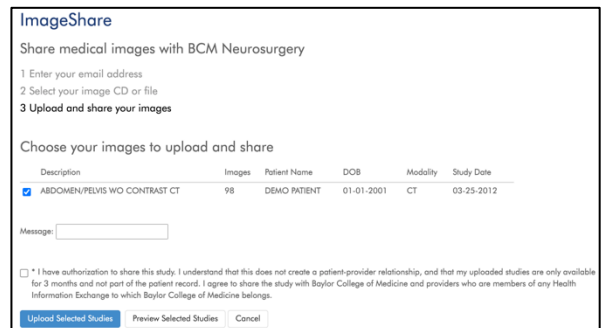 ImageShare
Share medical images with BCM Neurosurgery
1 Enter your email address
2 Select your image CD or file
3 Upload and share your images
Choose your images to upload and share
Description Images Patient Name DOB Modality Study Date
ABDOMEN/PELVIS WO CONTRAST CT 98 DEMO PATIENT 01-01-2001 CT 03-25-2012
Message:
* I have authorization to share this study. I understand that this does not create a patient-provider relationship, and that my uploaded studies are only available
for 3 months and not part of the patient record. I agree to share the study with Baylor College of Medicine and providers who are members of any Health
Information Exchange to which Baylor College of Medicine belongs.
Upload Selected Studies Preview Selected Studies Cancel